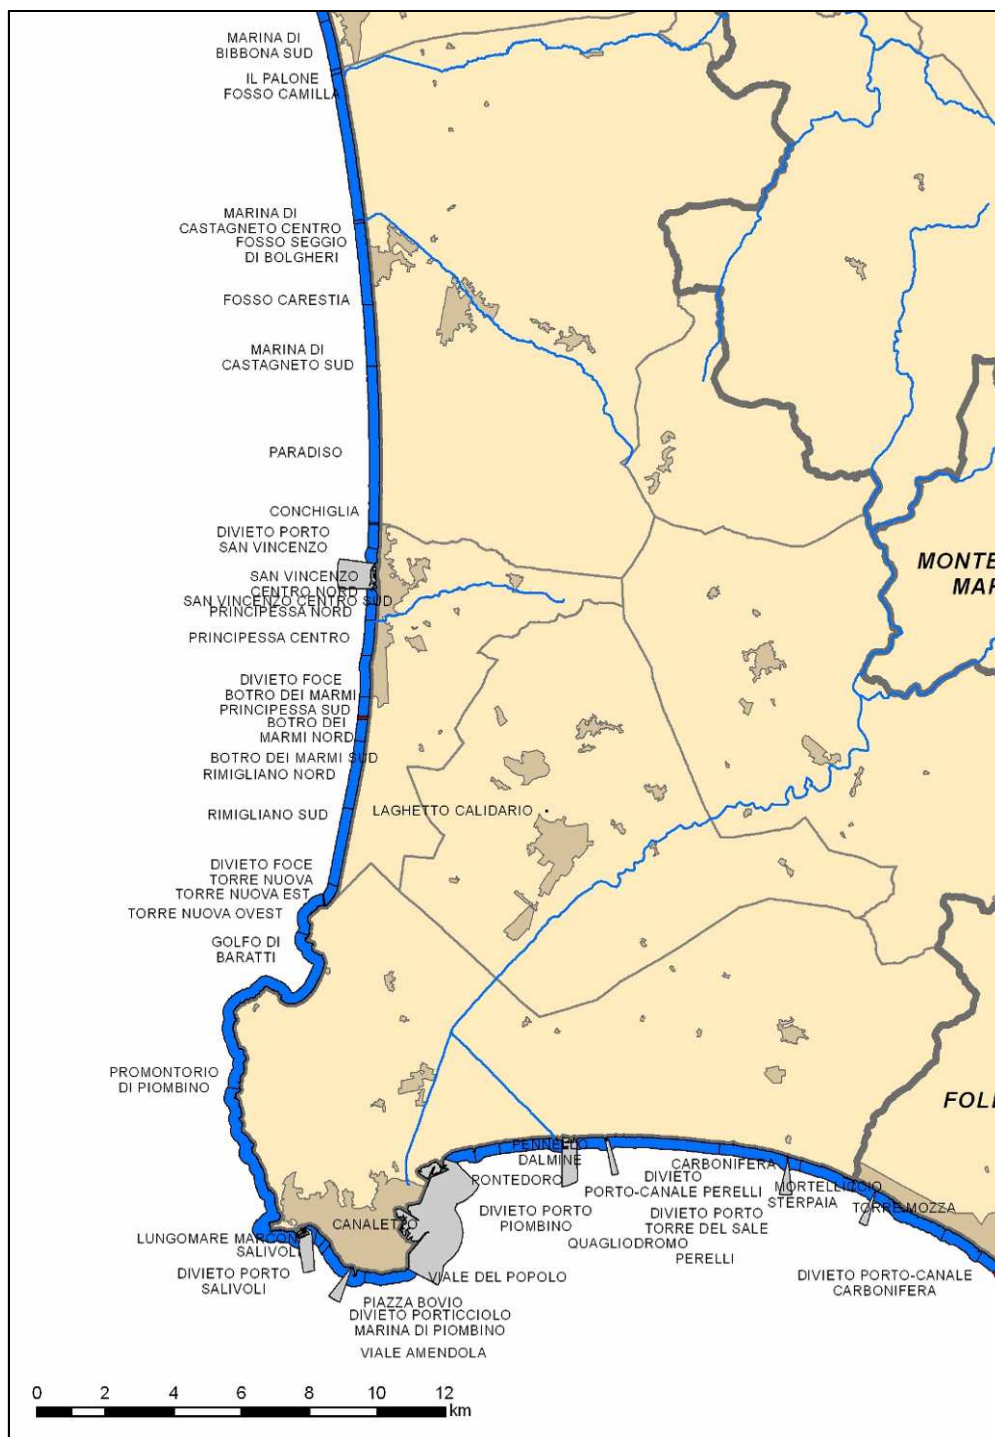 MARINA DI
BIBBONA SUD
IL PALONE
FOSSO CAMILLA
MARINA DI
CASTAGNETO CENTRO
FOSSO SEGGIO
DI BOLGHERI
FOSSO CARESTIA
MARINA DI
CASTAGNETO SUD
PARADISO
CONCHIGLIA
DIVIETO PORTO
SAN VINCENZO
SAN VINCENZO
CENTRO NORD
SAN VINCENZO CENTRO SUD
PRINCIPESSA NORD
PRINCIPESSA CENTRO
MONTE
MAR
DIVIETO FOCE
BOTRO DEI MARMI
PRINCIPESSA SUD
BOTRO DEI
MARMI NORD
BOTRO DEI MARMI SUD
RIMIGLIANO NORD
RIMIGLIANO SUD
LAGHETTO CALIDARIO
DIVIETO FOCE
TORRE NUOVA
TORRE NUOVA EST
TORRE NUOVA OVEST
GOLFO DI
BARATTI
PROMONTORIO
DI PIOMBINO
FOLL
PENNELLO
DALMINE
PONTEDORO
CARBONIFERA
DIVIETO
PORTO-CANALE PERELLI
MORTELLICCIO
STERPAIA
TORRE MOZZA
CANALETTO
DIVIETO PORTO
PIOMBINO
DIVIETO PORTO
TORRE DEL SALE
QUAGLIODROMO
PERELLI
LUNGOMARE MARCONI
SALIVOLI
DIVIETO PORTO
SALIVOLI
VIALE DEL POPOLO
DIVIETO PORTO-CANALE
CARBONIFERA
PIAZZA BOVIO
DIVIETO PORTICCIOLO
MARINA DI PIOMBINO
VIALE AMENDOLA
0 2 4 6 8 10 12
km